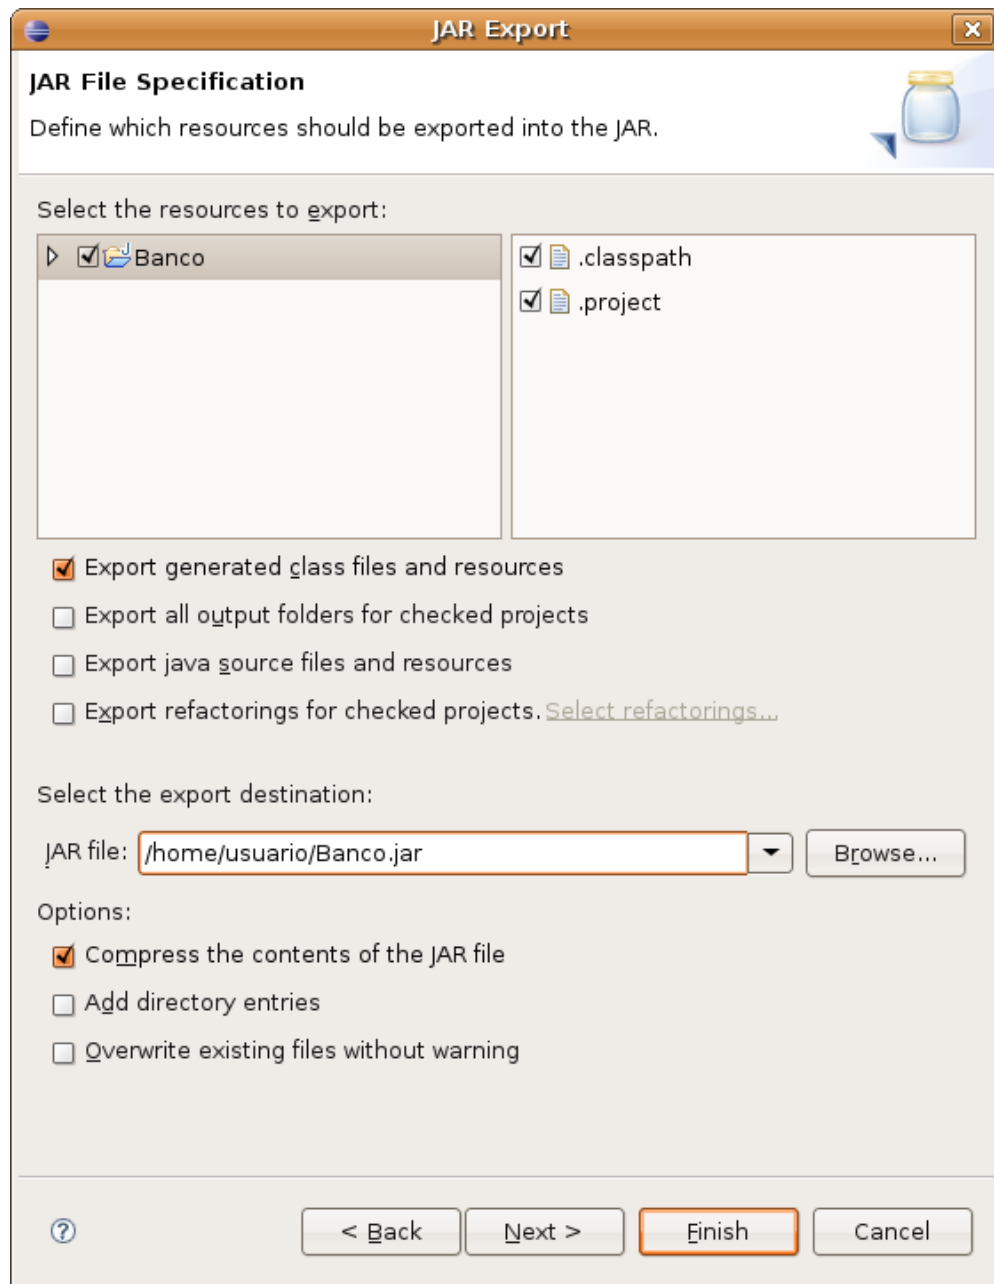 JAR Export
JAR File Specification
Define which resources should be exported into the JAR.
Select the resources to export:
Banco
.classpath
.project
Export generated class files and resources
Export all output folders for checked projects
Export java source files and resources
Export refactorings for checked projects. Select refactorings...
Select the export destination:
JAR file: /home/usuario/Banco.jar Browse...
Options:
Compress the contents of the JAR file
Add directory entries
Overwrite existing files without warning
? < Back Next > Finish Cancel